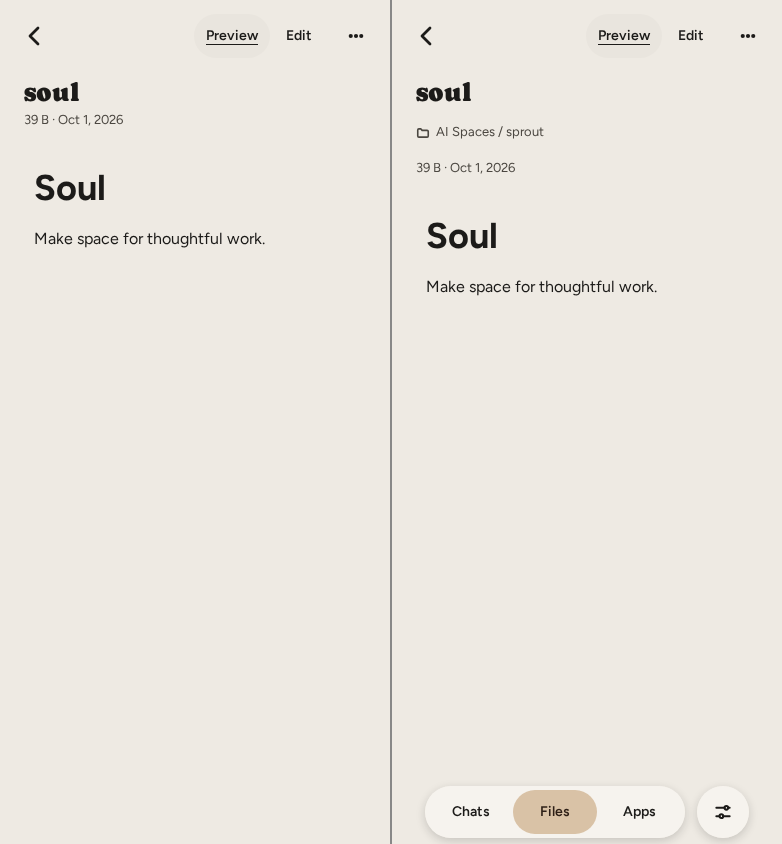 Preview Edit
soul
39 B · Oct 1, 2026
Soul
Make space for thoughtful work.
Preview Edit
soul
AI Spaces / sprout
39 B · Oct 1, 2026
Soul
Make space for thoughtful work.
Chats Files Apps